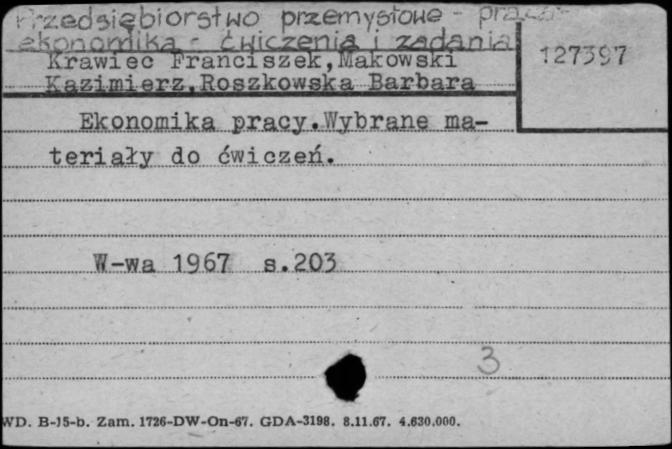 Przedsiębiorstwo przemysłowe - praca-
ekonomika - ćwiczenia i zadania
127397
Krawiec Franciszek, Makowski
Kazimierz, Roszkowska Barbara
Ekonomika pracy. Wybrane ma-
teriały do ćwiczeń.
W-wa 1967 s.203
3
WD. B-15-b. Zam. 1726-DW-On-67. GDA-3198. 8.11.67. 4.630.000.